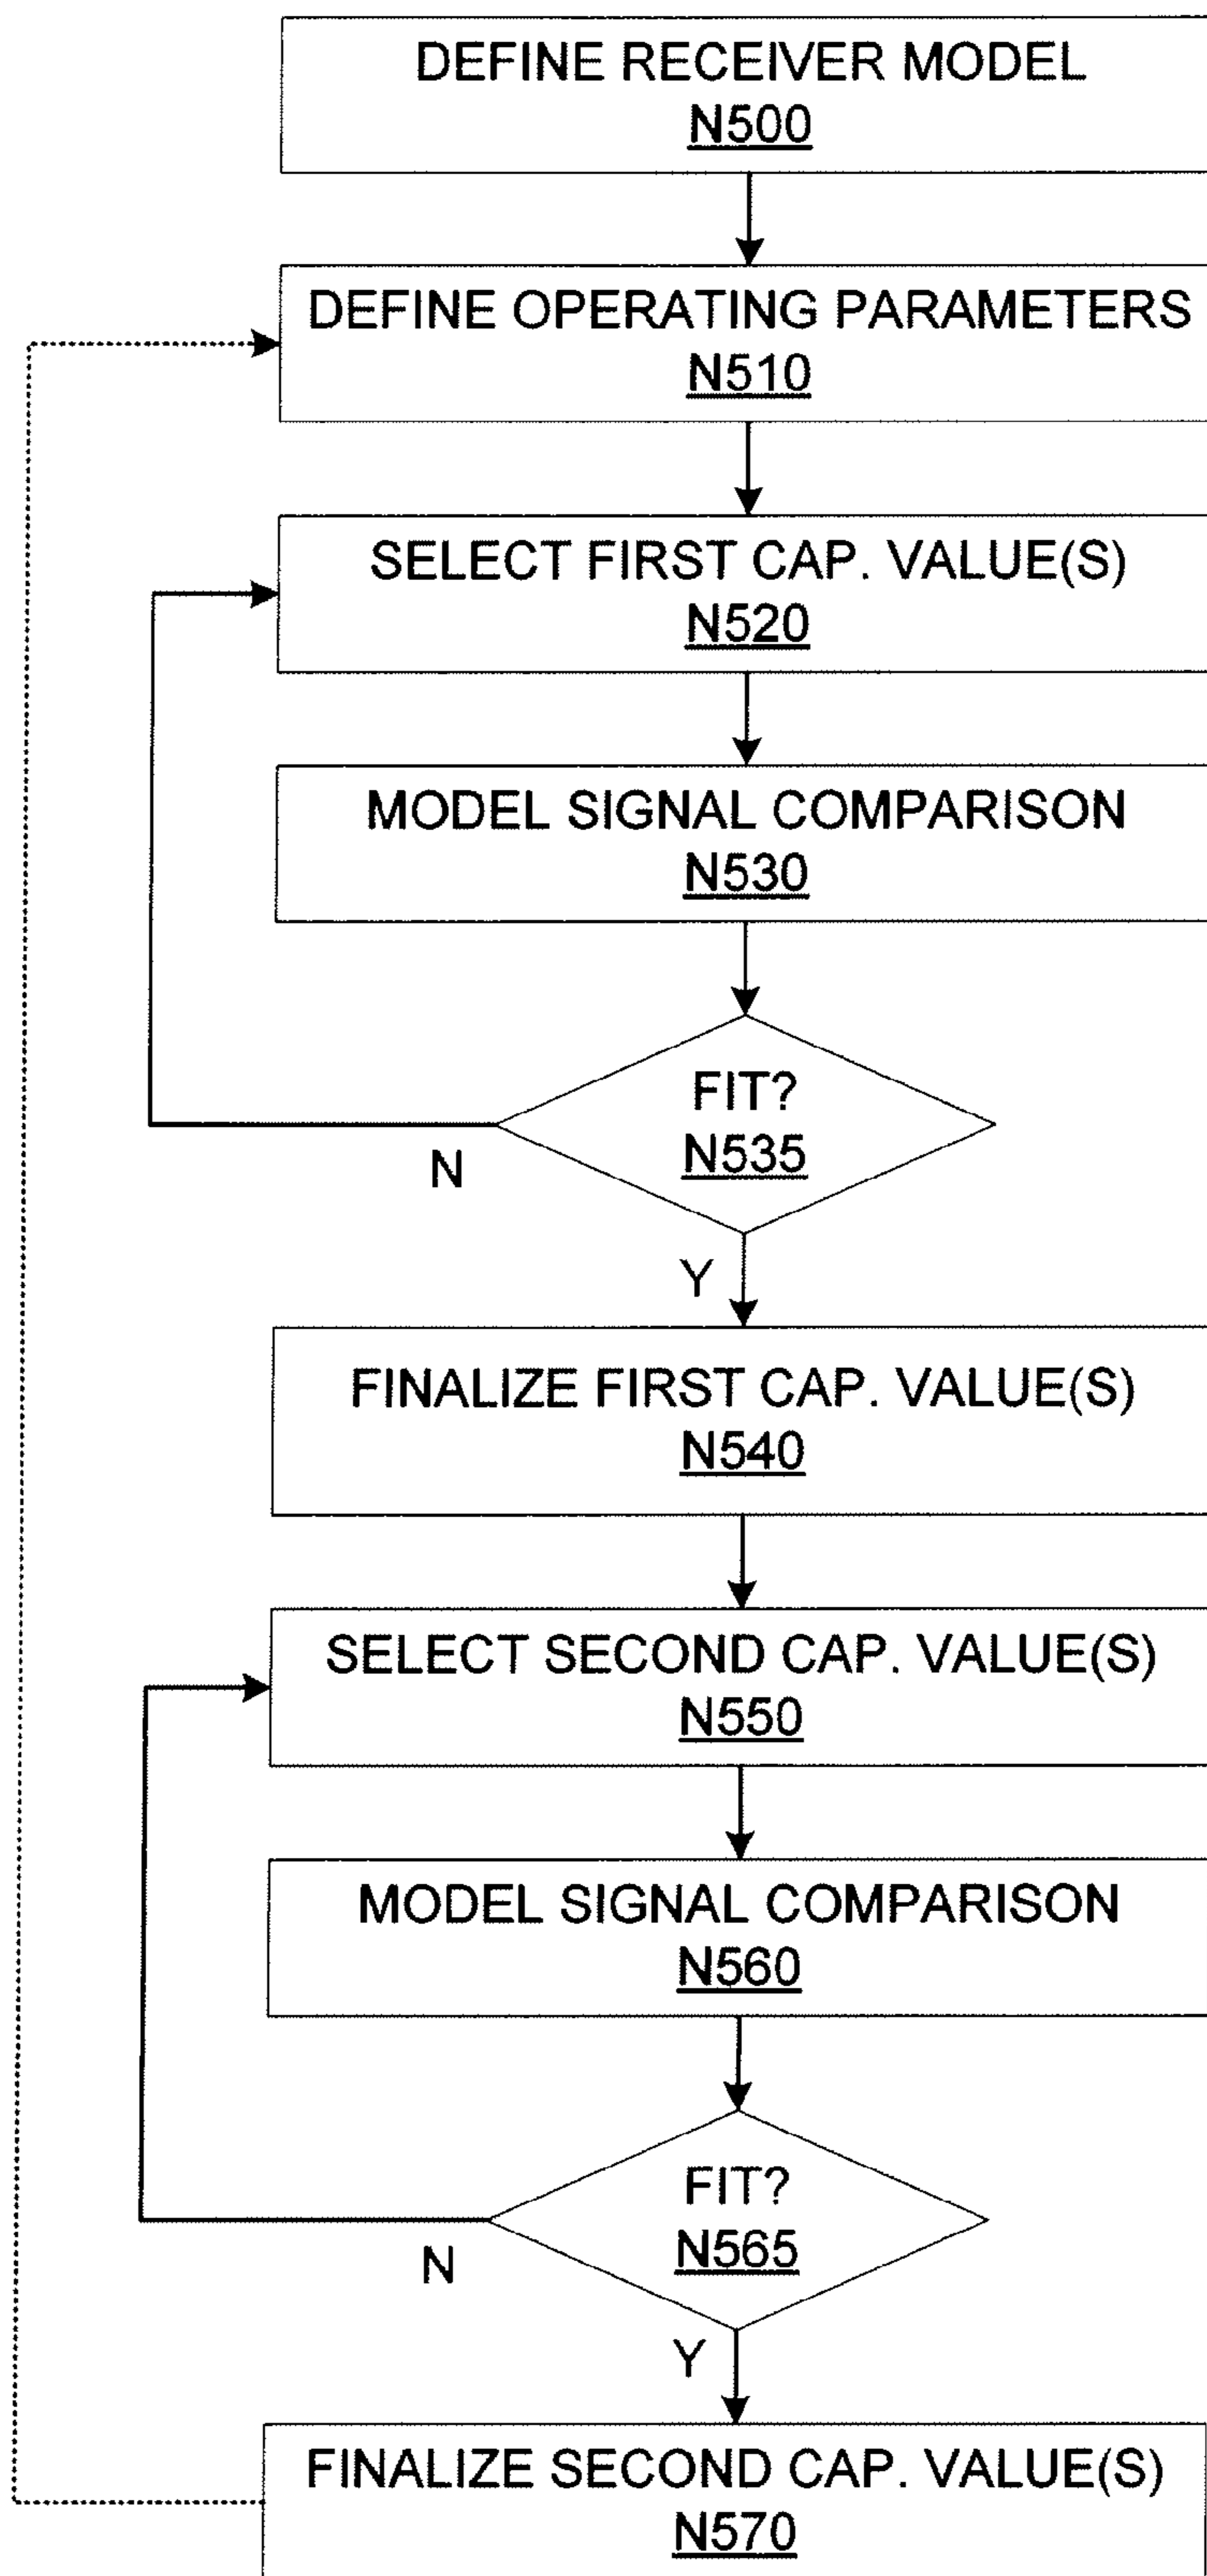 DEFINE RECEIVER MODEL
N500
DEFINE OPERATING PARAMETERS
N510
SELECT FIRST CAP. VALUE(S)
N520
MODEL SIGNAL COMPARISON
N530
FIT?
N535
N
Y
FINALIZE FIRST CAP. VALUE(S)
N540
SELECT SECOND CAP. VALUE(S)
N550
MODEL SIGNAL COMPARISON
N560
FIT?
N565
N
Y
FINALIZE SECOND CAP. VALUE(S)
N570